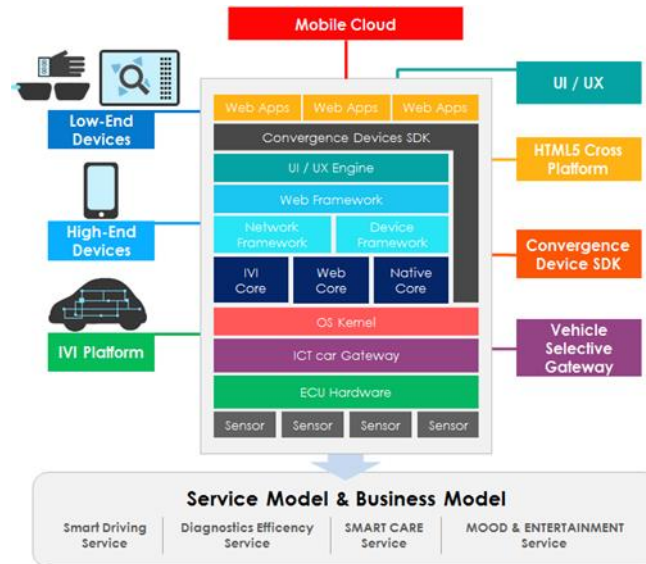 Mobile Cloud
UI / UX
Low-End
Devices
HTML5 Cross
Platform
High-End
Devices
Convergence
Device SDK
IVI Platform
Vehicle
Selective
Gateway
Web Apps Web Apps Web Apps
Convergence Devices SDK
UI / UX Engine
Web Framework
Network
Framework
Device
Framework
IVI
Core
Web
Core
Native
Core
OS Kernel
ICT car Gateway
ECU Hardware
Sensor Sensor Sensor Sensor
Service Model & Business Model
Smart Driving
Service
Diagnostics Efficency
Service
SMART CARE
Service
MOOD & ENTERTAINMENT
Service